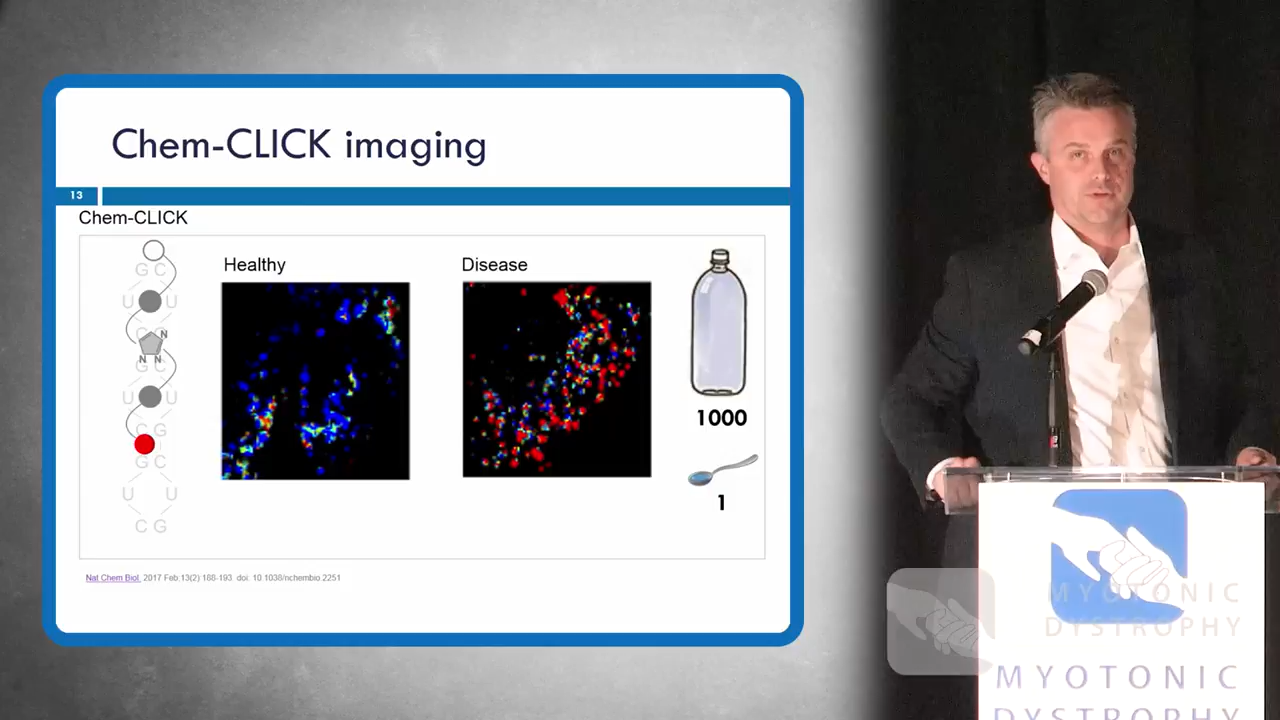 Chem-CLICK imaging
13
Chem-CLICK
Healthy
Disease
G C
U U
C G
N
N N
G C
U U
C G
G C
U U
C G
1000
1
Nat Chem Biol. 2017 Feb;13(2) 188-193 doi: 10.1038/nchembio 2251
MYOTONIC
DYSTROPHY
MYOTONIC
DYSTROPHY